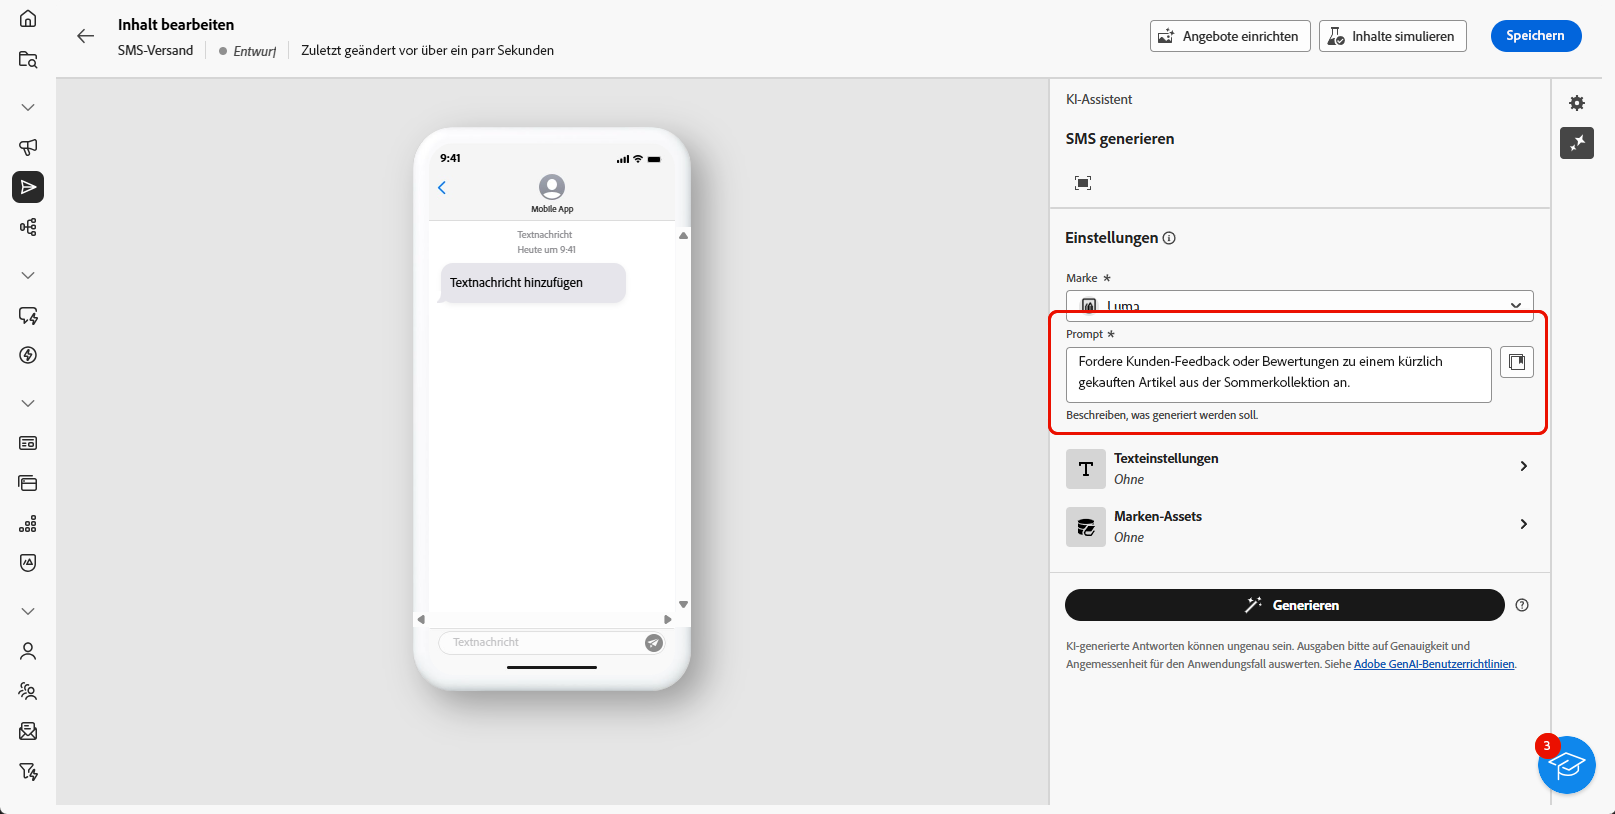 Inhalt bearbeiten
SMS-Versand
Entwurf
Zuletzt geändert vor über ein parr Sekunden
Angebote einrichten
Inhalte simulieren
Speichern
9:41
Mobile App
Textnachricht
Heute um 9:41
Textnachricht hinzufügen
Textnachricht
KI-Assistent
SMS generieren
Einstellungen
Marke *
Luma
Prompt *
Fordere Kunden-Feedback oder Bewertungen zu einem kürzlich
gekauften Artikel aus der Sommerkollektion an.
Beschreiben, was generiert werden soll.
Texteinstellungen
Ohne
Marken-Assets
Ohne
Generieren
KI-generierte Antworten können ungenau sein. Ausgaben bitte auf Genauigkeit und
Angemessenheit für den Anwendungsfall auswerten. Siehe Adobe GenAI-Benutzerrichtlinien.
3